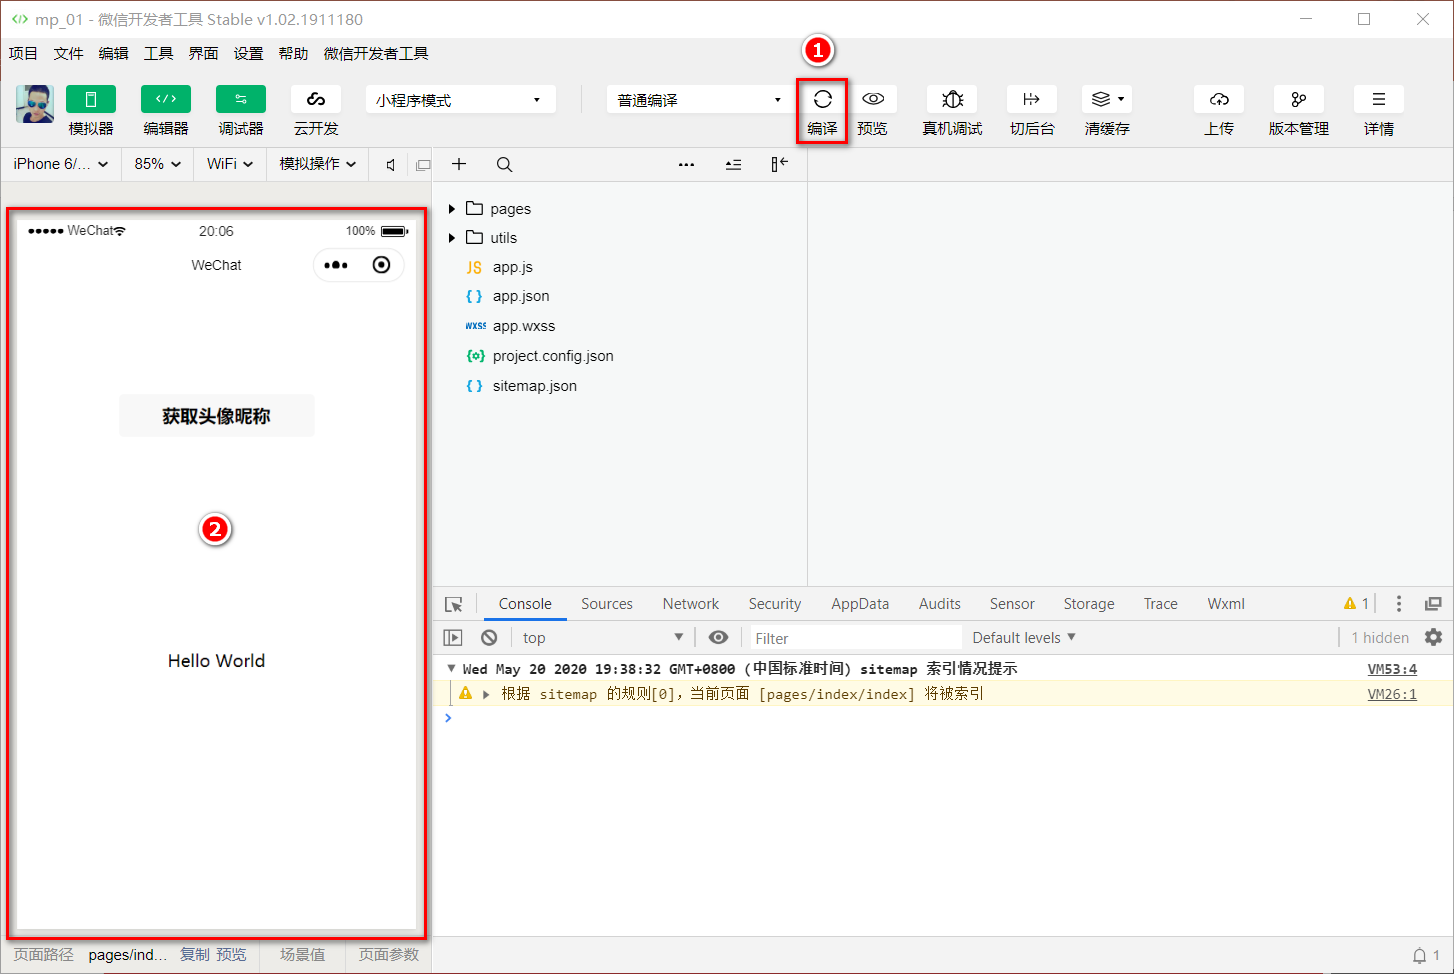 mp_01 - 微信开发者工具 Stable v1.02.1911180
项目 文件 编辑 工具 界面 设置 帮助 微信开发者工具
1
小程序模式 普通编译
模拟器 编辑器 调试器 云开发 编译 预览 真机调试 切后台 清缓存 上传 版本管理 详情
iPhone 6/... 85% WiFi 模拟操作
WeChat 20:06 100%
WeChat
获取头像昵称
2
Hello World
页面路径 pages/ind... 复制 预览 场景值 页面参数
pages
utils
JS app.js
{ } app.json
WXSS app.wxss
project.config.json
{ } sitemap.json
Console Sources Network Security AppData Audits Sensor Storage Trace Wxml 1
top Filter Default levels 1 hidden
Wed May 20 2020 19:38:32 GMT+0800 (中国标准时间) sitemap 索引情况提示 VM53:4
根据 sitemap 的规则[0]，当前页面 [pages/index/index] 将被索引 VM26:1
1